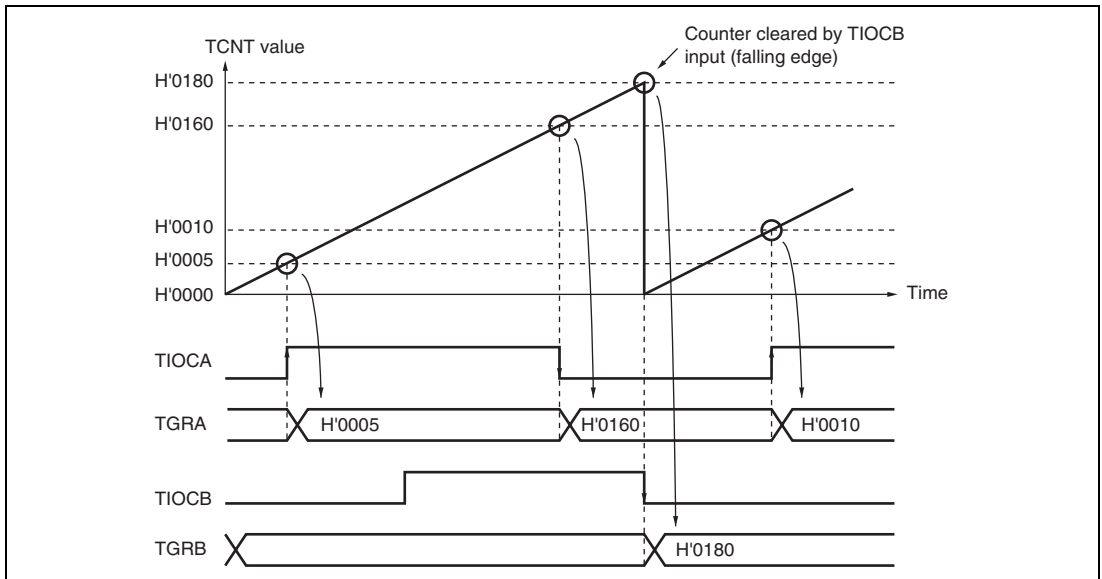 Counter cleared by TIOCB
input (falling edge)
TCNT value
H'0180
H'0160
H'0010
H'0005
H'0000
Time
TIOCA
TGRA
H'0005
H'0160
H'0010
TIOCB
TGRB
H'0180